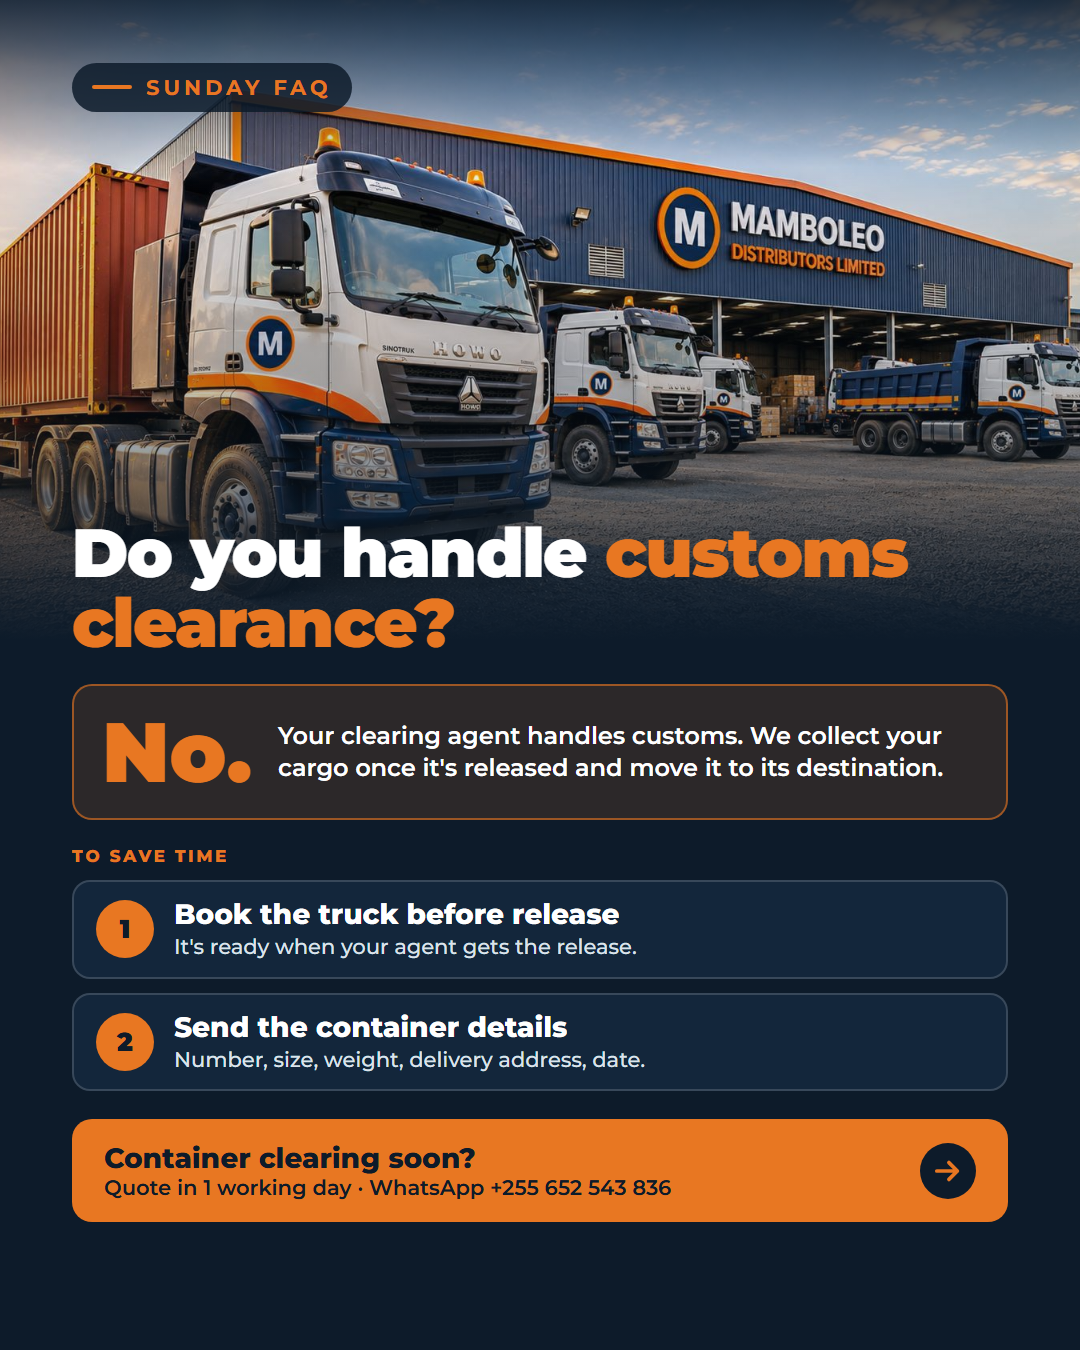 SUNDAY FAQ
M MAMBOLEO
DISTRIBUTORS LIMITED
SINOTRUK HOWO
HOWO
M
M
M
M
Do you handle customs
clearance?
No.
Your clearing agent handles customs. We collect your
cargo once it's released and move it to its destination.
TO SAVE TIME
1
Book the truck before release
It's ready when your agent gets the release.
2
Send the container details
Number, size, weight, delivery address, date.
Container clearing soon?
Quote in 1 working day · WhatsApp +255 652 543 836